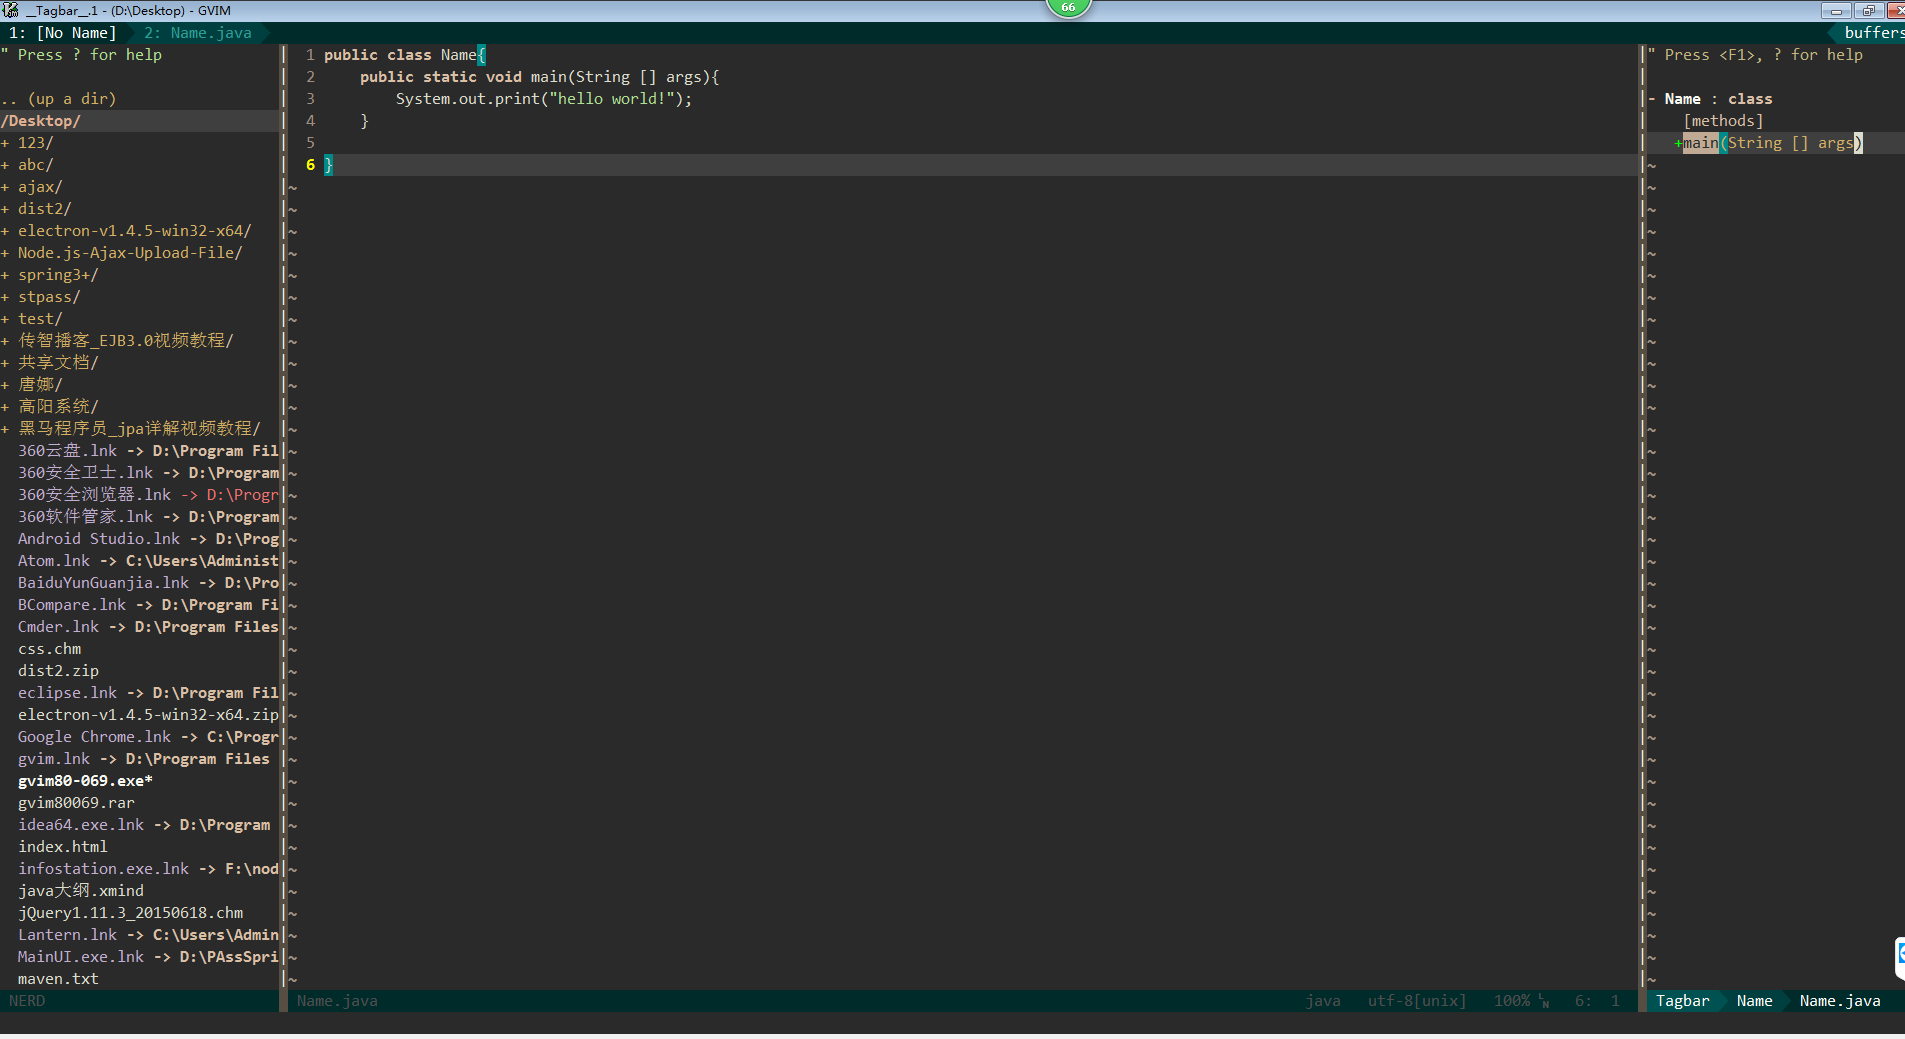 __Tagbar__.1 - (D:\Desktop) - GVIM
66
1: [No Name] 2: Name.java
buffers
" Press ? for help
.. (up a dir)
/Desktop/
+ 123/
+ abc/
+ ajax/
+ dist2/
+ electron-v1.4.5-win32-x64/
+ Node.js-Ajax-Upload-File/
+ spring3+/
+ stpass/
+ test/
+ 传智播客_EJB3.0视频教程/
+ 共享文档/
+ 唐娜/
+ 高阳系统/
+ 黑马程序员_jpa详解视频教程/
360云盘.lnk -> D:\Program Fil
360安全卫士.lnk -> D:\Program
360安全浏览器.lnk -> D:\Progr
360软件管家.lnk -> D:\Program
Android Studio.lnk -> D:\Prog
Atom.lnk -> C:\Users\Administ
BaiduYunGuanjia.lnk -> D:\Pro
BCompare.lnk -> D:\Program Fi
Cmder.lnk -> D:\Program Files
css.chm
dist2.zip
eclipse.lnk -> D:\Program Fil
electron-v1.4.5-win32-x64.zip
Google Chrome.lnk -> C:\Progr
gvim.lnk -> D:\Program Files
gvim80-069.exe*
gvim80069.rar
idea64.exe.lnk -> D:\Program
index.html
infostation.exe.lnk -> F:\nod
java大纲.xmind
jQuery1.11.3_20150618.chm
Lantern.lnk -> C:\Users\Admin
MainUI.exe.lnk -> D:\PAssSpri
maven.txt
NERD
1 public class Name{
2     public static void main(String [] args){
3         System.out.print("hello world!");
4     }
5
6 }
Name.java
java utf-8[unix] 100% LN 6: 1
" Press <F1>, ? for help
- Name : class
[methods]
+main(String [] args)
Tagbar Name Name.java